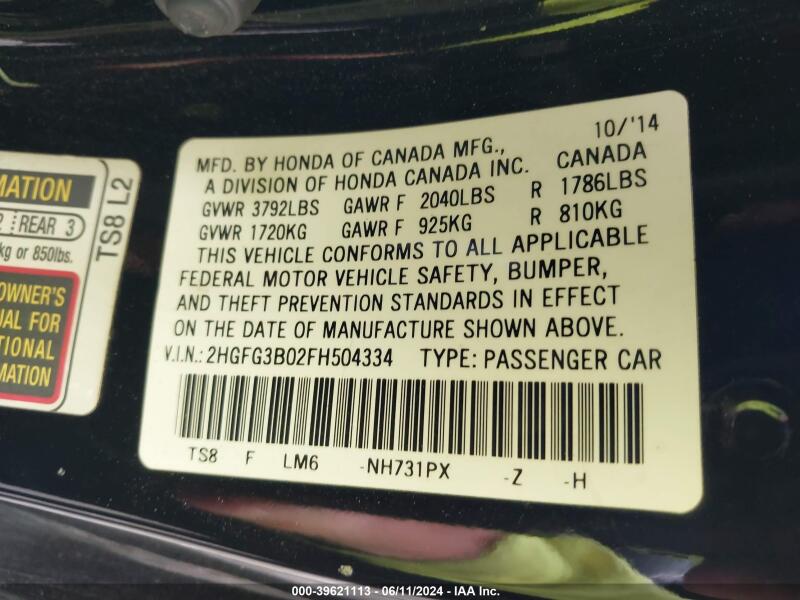 10/'14
MFD. BY HONDA OF CANADA MFG.,
A DIVISION OF HONDA CANADA INC. CANADA
GVWR 3792LBS GAWR F 2040LBS R 1786LBS
GVWR 1720KG GAWR F 925KG R 810KG
THIS VEHICLE CONFORMS TO ALL APPLICABLE
FEDERAL MOTOR VEHICLE SAFETY, BUMPER,
AND THEFT PREVENTION STANDARDS IN EFFECT
ON THE DATE OF MANUFACTURE SHOWN ABOVE.
V.I.N.: 2HGFG3B02FH504334 TYPE: PASSENGER CAR
TS8 F LM6 -NH731PX -Z -H
MATION
2 REAR 3
kg or 850lbs.
OWNER'S
UAL FOR
TIONAL
MATION
TS8 L2
000-39621113 - 06/11/2024 - IAA Inc.